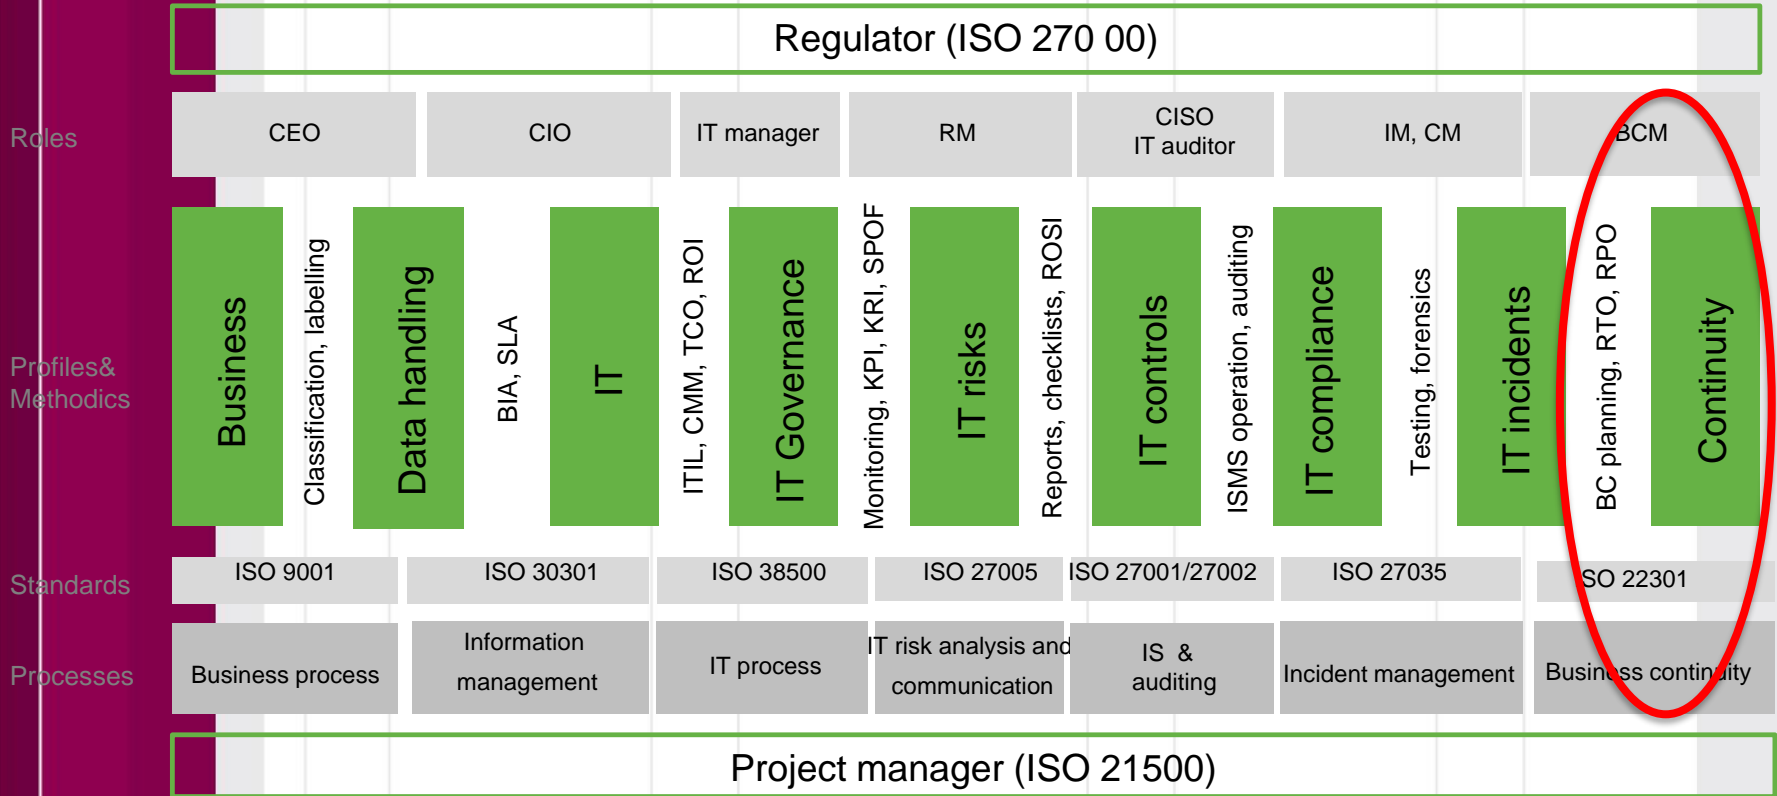 Regulator (ISO 270 00)
Roles
CEO
CIO
IT manager
RM
CISO
IT auditor
IM, CM
BCM
Profiles&
Methodics
Business
Classification, labelling
Data handling
BIA, SLA
IT
ITIL, CMM, TCO, ROI
IT Governance
Monitoring, KPI, KRI, SPOF
IT risks
Reports, checklists, ROSI
IT controls
ISMS operation, auditing
IT compliance
Testing, forensics
IT incidents
BC planning, RTO, RPO
Continuity
Standards
ISO 9001
ISO 30301
ISO 38500
ISO 27005
ISO 27001/27002
ISO 27035
ISO 22301
Processes
Business process
Information
management
IT process
IT risk analysis and
communication
IS &
auditing
Incident management
Business continuity
Project manager (ISO 21500)